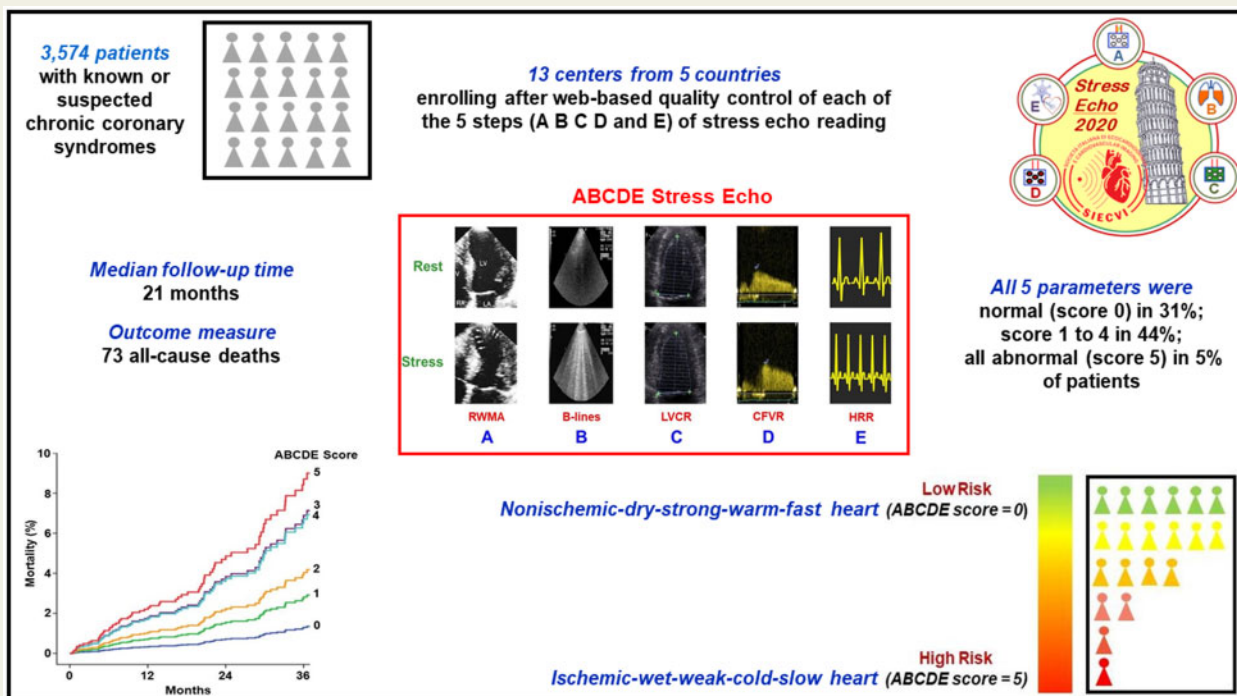 3,574 patients
with known or
suspected
chronic coronary
syndromes
13 centers from 5 countries
enrolling after web-based quality control of each of
the 5 steps (A B C D and E) of stress echo reading
A
B
C
D
E
Stress
Echo
2020
SIECVI
Median follow-up time
21 months
Outcome measure
73 all-cause deaths
ABCDE Stress Echo
Rest
LV
LA
Stress
RWMA
B-lines
LVCR
CFVR
HRR
A
B
C
D
E
All 5 parameters were
normal (score 0) in 31%;
score 1 to 4 in 44%;
all abnormal (score 5) in 5%
of patients
ABCDE Score
Mortality (%)
10
8
6
4
2
0
0
12
24
36
Months
5
3
4
2
1
0
Low Risk
Nonischemic-dry-strong-warm-fast heart (ABCDE score = 0)
High Risk
Ischemic-wet-weak-cold-slow heart (ABCDE score = 5)